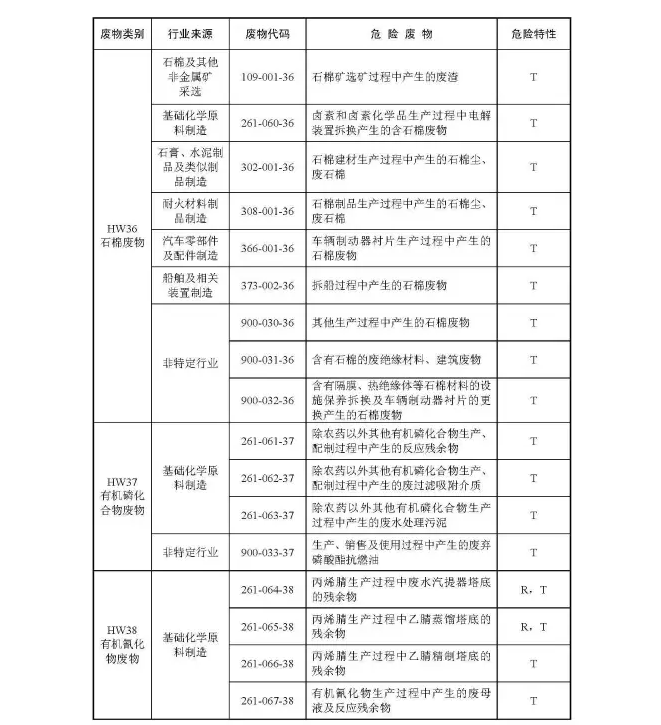 废物类别 行业来源 废物代码 危 险 废 物 危险特性
HW36
石棉废物
石棉及其他
非金属矿
采选
109-001-36
石棉矿选矿过程中产生的废渣
T
基础化学原
料制造
261-060-36
卤素和卤素化学品生产过程中电解
装置拆换产生的含石棉废物
T
石膏、水泥制
品及类似制
品制造
302-001-36
石棉建材生产过程中产生的石棉尘、
废石棉
T
耐火材料制
品制造
308-001-36
石棉制品生产过程中产生的石棉尘、
废石棉
T
汽车零部件
及配件制造
366-001-36
车辆制动器衬片生产过程中产生的
石棉废物
T
船舶及相关
装置制造
373-002-36
拆船过程中产生的石棉废物
T
非特定行业
900-030-36
其他生产过程中产生的石棉废物
T
900-031-36
含有石棉的废绝缘材料、建筑废物
T
900-032-36
含有隔膜、热绝缘体等石棉材料的设
施保养拆换及车辆制动器衬片的更
换产生的石棉废物
T
HW37
有机磷化
合物废物
基础化学原
料制造
261-061-37
除农药以外其他有机磷化合物生产、
配制过程中产生的反应残余物
T
261-062-37
除农药以外其他有机磷化合物生产、
配制过程中产生的废过滤吸附介质
T
261-063-37
除农药以外其他有机磷化合物生产
过程中产生的废水处理污泥
T
非特定行业
900-033-37
生产、销售及使用过程中产生的废弃
磷酸酯抗燃油
T
HW38
有机氰化
物废物
基础化学原
料制造
261-064-38
丙烯腈生产过程中废水汽提器塔底
的残余物
R，T
261-065-38
丙烯腈生产过程中乙腈蒸馏塔底的
残余物
R，T
261-066-38
丙烯腈生产过程中乙腈精制塔底的
残余物
T
261-067-38
有机氰化物生产过程中产生的废母
液及反应残余物
T